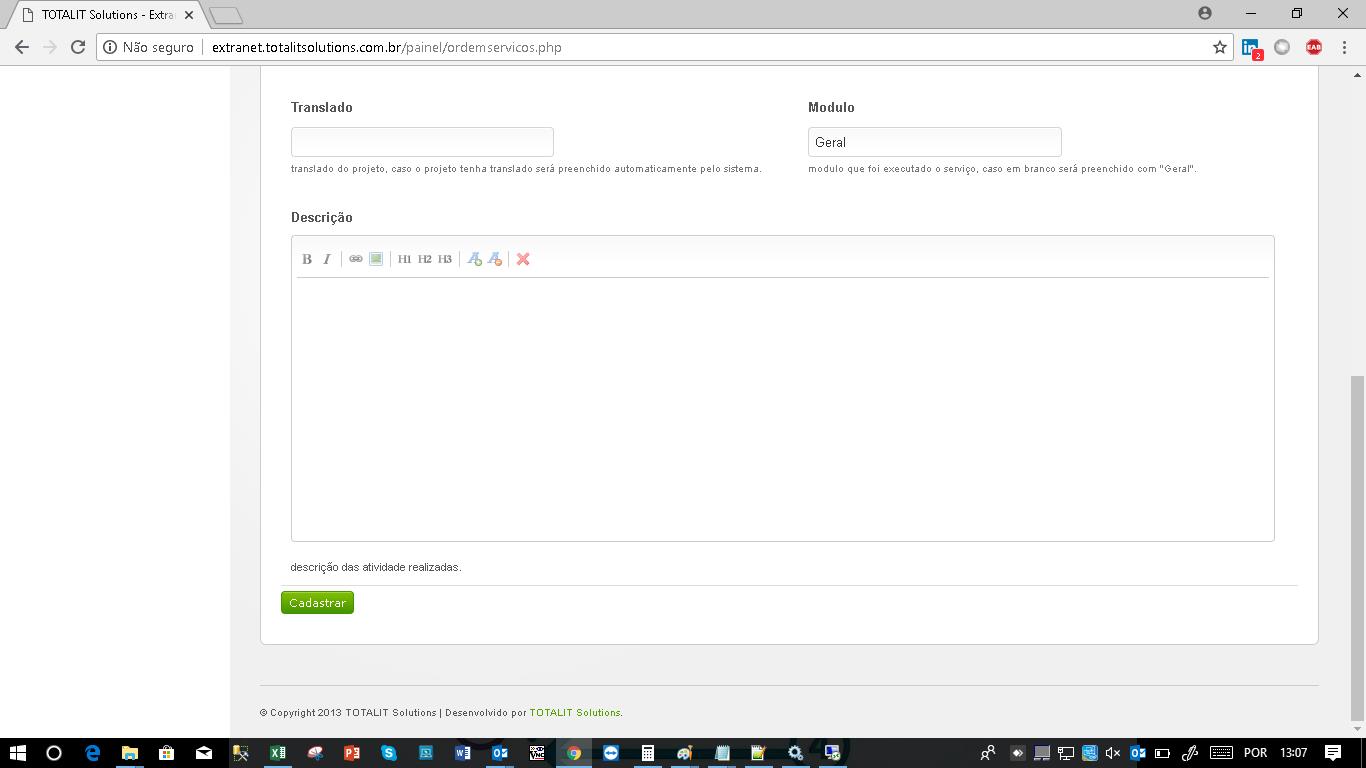 TOTALIT Solutions - Extra
Não seguro
extranet.totalitsolutions.com.br/painel/ordemservicos.php
2
EAB
Translado
Modulo
Geral
translado do projeto, caso o projeto tenha translado será preenchido automaticamente pelo sistema.
modulo que foi executado o serviço, caso em branco será preenchido com "Geral".
Descrição
B I H1 H2 H3
descrição das atividade realizadas.
Cadastrar
© Copyright 2013 TOTALIT Solutions | Desenvolvido por TOTALIT Solutions.
POR
13:07